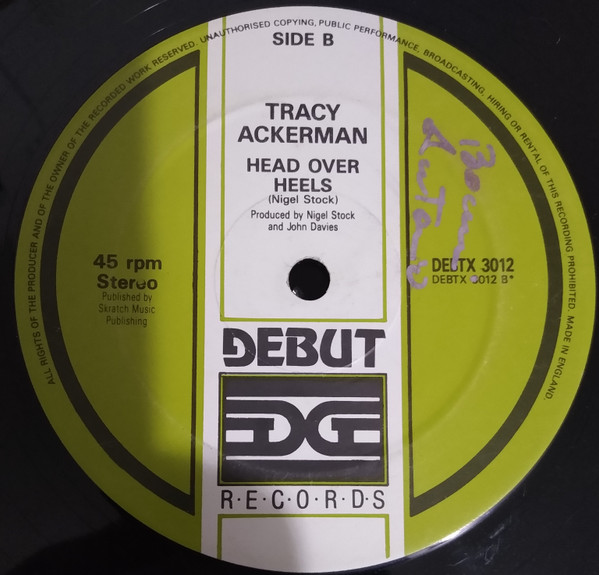 ALL RIGHTS OF THE PRODUCER AND OF THE OWNER OF THE RECORDED WORK RESERVED. UNAUTHORISED COPYING, PUBLIC PERFORMANCE, BROADCASTING, HIRING OR RENTAL OF THIS RECORDING PROHIBITED. MADE IN ENGLAND.
SIDE B
TRACY
ACKERMAN
HEAD OVER
HEELS
(Nigel Stock)
Produced by Nigel Stock
and John Davies
45 rpm
Stereo
Published by
Skratch Music
Publishing
DEBTX 3012
DEBTX 3012 B*
DEBUT
R·E·C·O·R·D·S